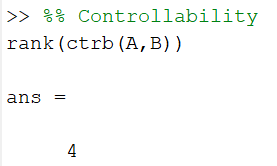 >> %% Controllability
rank(ctrb(A,B))
ans =
4